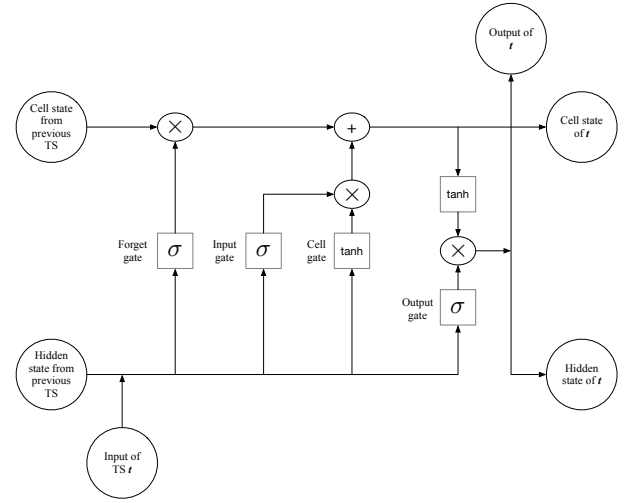 Output of
t
Cell state
from
previous
TS
×
+
Cell state
of t
×
tanh
Forget
gate
σ
Input
gate
σ
Cell
gate
tanh
×
Output
gate
σ
Hidden
state from
previous
TS
Hidden
state of t
Input of
TS t